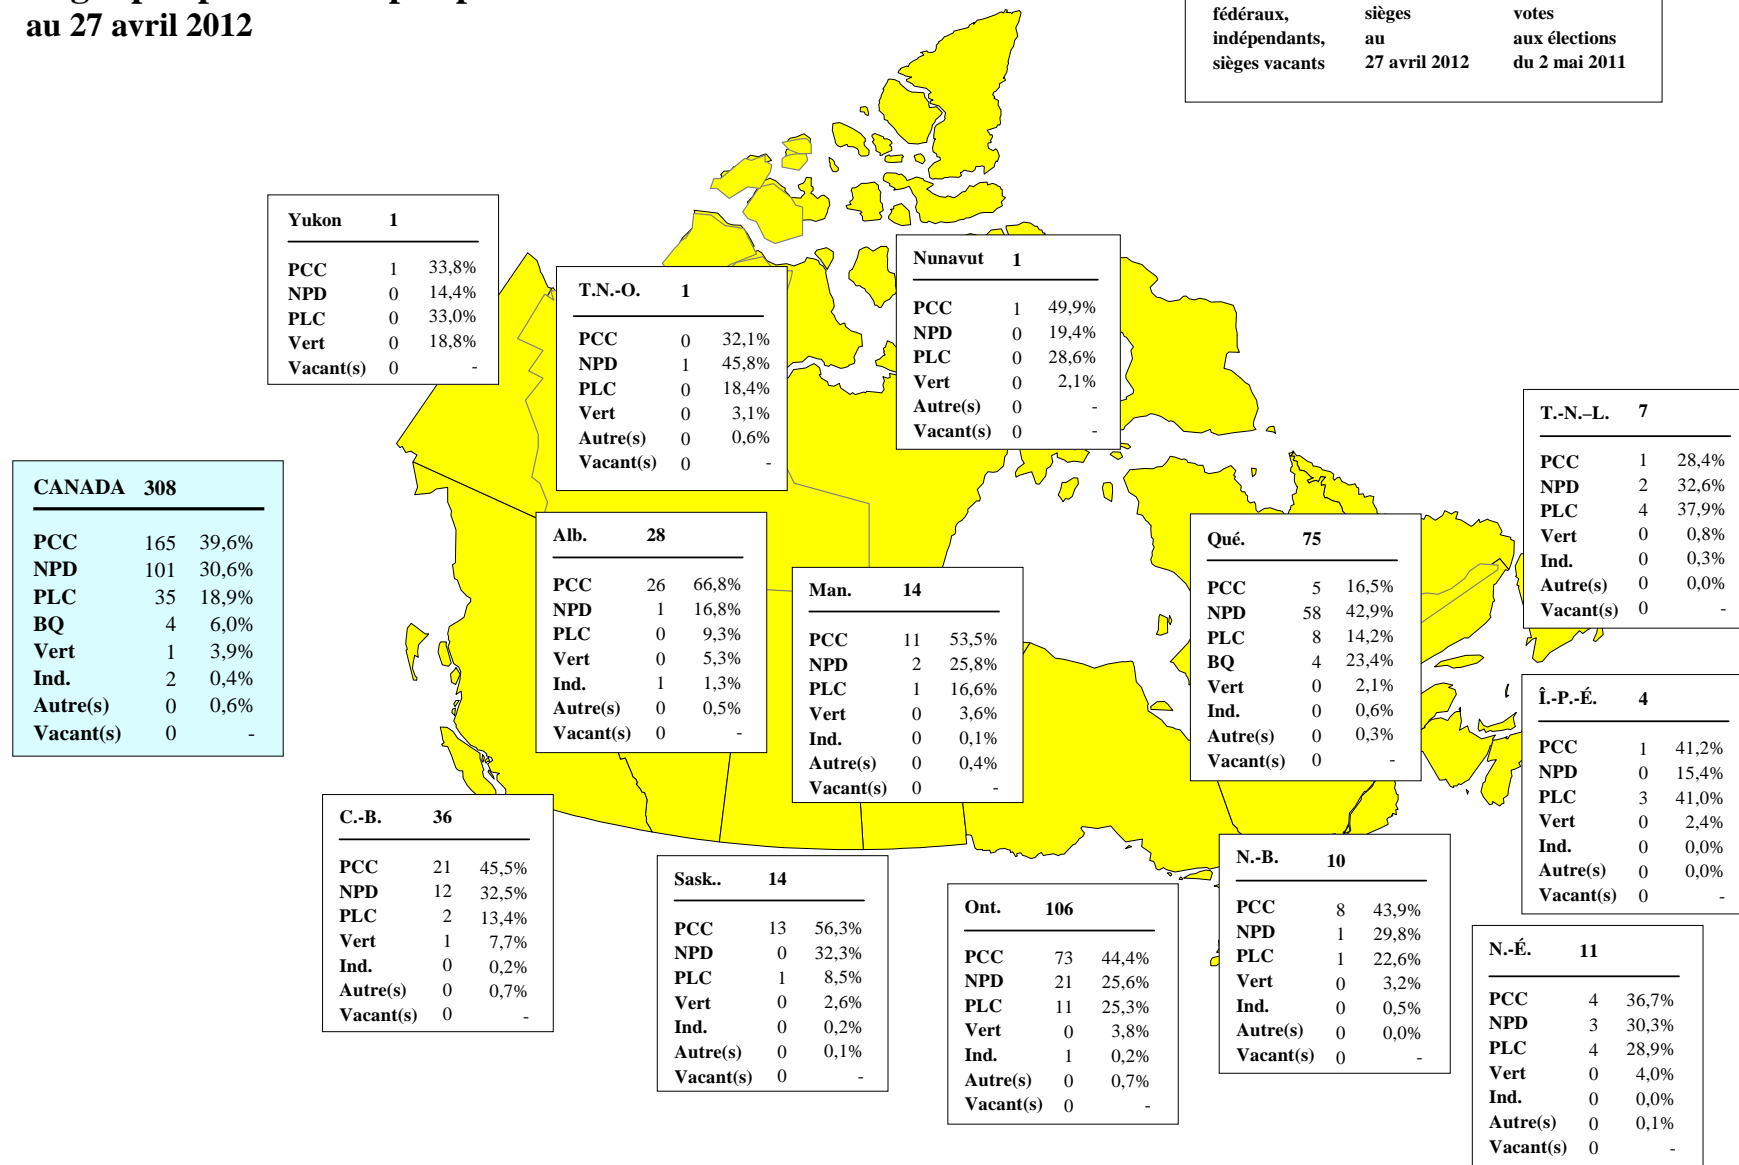 au 27 avril 2012
fédéraux, sièges votes
indépendants, au aux élections
sièges vacants 27 avril 2012 du 2 mai 2011
Yukon 1
PCC 1 33,8%
NPD 0 14,4%
PLC 0 33,0%
Vert 0 18,8%
Vacant(s) 0 -
T.N.-O. 1
PCC 0 32,1%
NPD 1 45,8%
PLC 0 18,4%
Vert 0 3,1%
Autre(s) 0 0,6%
Vacant(s) 0 -
Nunavut 1
PCC 1 49,9%
NPD 0 19,4%
PLC 0 28,6%
Vert 0 2,1%
Autre(s) 0 -
Vacant(s) 0 -
T.-N.–L. 7
PCC 1 28,4%
NPD 2 32,6%
PLC 4 37,9%
Vert 0 0,8%
Ind. 0 0,3%
Autre(s) 0 0,0%
Vacant(s) 0 -
CANADA 308
PCC 165 39,6%
NPD 101 30,6%
PLC 35 18,9%
BQ 4 6,0%
Vert 1 3,9%
Ind. 2 0,4%
Autre(s) 0 0,6%
Vacant(s) 0 -
Alb. 28
PCC 26 66,8%
NPD 1 16,8%
PLC 0 9,3%
Vert 0 5,3%
Ind. 1 1,3%
Autre(s) 0 0,5%
Vacant(s) 0 -
Man. 14
PCC 11 53,5%
NPD 2 25,8%
PLC 1 16,6%
Vert 0 3,6%
Ind. 0 0,1%
Autre(s) 0 0,4%
Vacant(s) 0 -
Qué. 75
PCC 5 16,5%
NPD 58 42,9%
PLC 8 14,2%
BQ 4 23,4%
Vert 0 2,1%
Ind. 0 0,6%
Autre(s) 0 0,3%
Vacant(s) 0 -
Î.-P.-É. 4
PCC 1 41,2%
NPD 0 15,4%
PLC 3 41,0%
Vert 0 2,4%
Ind. 0 0,0%
Autre(s) 0 0,0%
Vacant(s) 0 -
C.-B. 36
PCC 21 45,5%
NPD 12 32,5%
PLC 2 13,4%
Vert 1 7,7%
Ind. 0 0,2%
Autre(s) 0 0,7%
Vacant(s) 0 -
Sask.. 14
PCC 13 56,3%
NPD 0 32,3%
PLC 1 8,5%
Vert 0 2,6%
Ind. 0 0,2%
Autre(s) 0 0,1%
Vacant(s) 0 -
Ont. 106
PCC 73 44,4%
NPD 21 25,6%
PLC 11 25,3%
Vert 0 3,8%
Ind. 1 0,2%
Autre(s) 0 0,7%
Vacant(s) 0 -
N.-B. 10
PCC 8 43,9%
NPD 1 29,8%
PLC 1 22,6%
Vert 0 3,2%
Ind. 0 0,5%
Autre(s) 0 0,0%
Vacant(s) 0 -
N.-É. 11
PCC 4 36,7%
NPD 3 30,3%
PLC 4 28,9%
Vert 0 4,0%
Ind. 0 0,0%
Autre(s) 0 0,1%
Vacant(s) 0 -